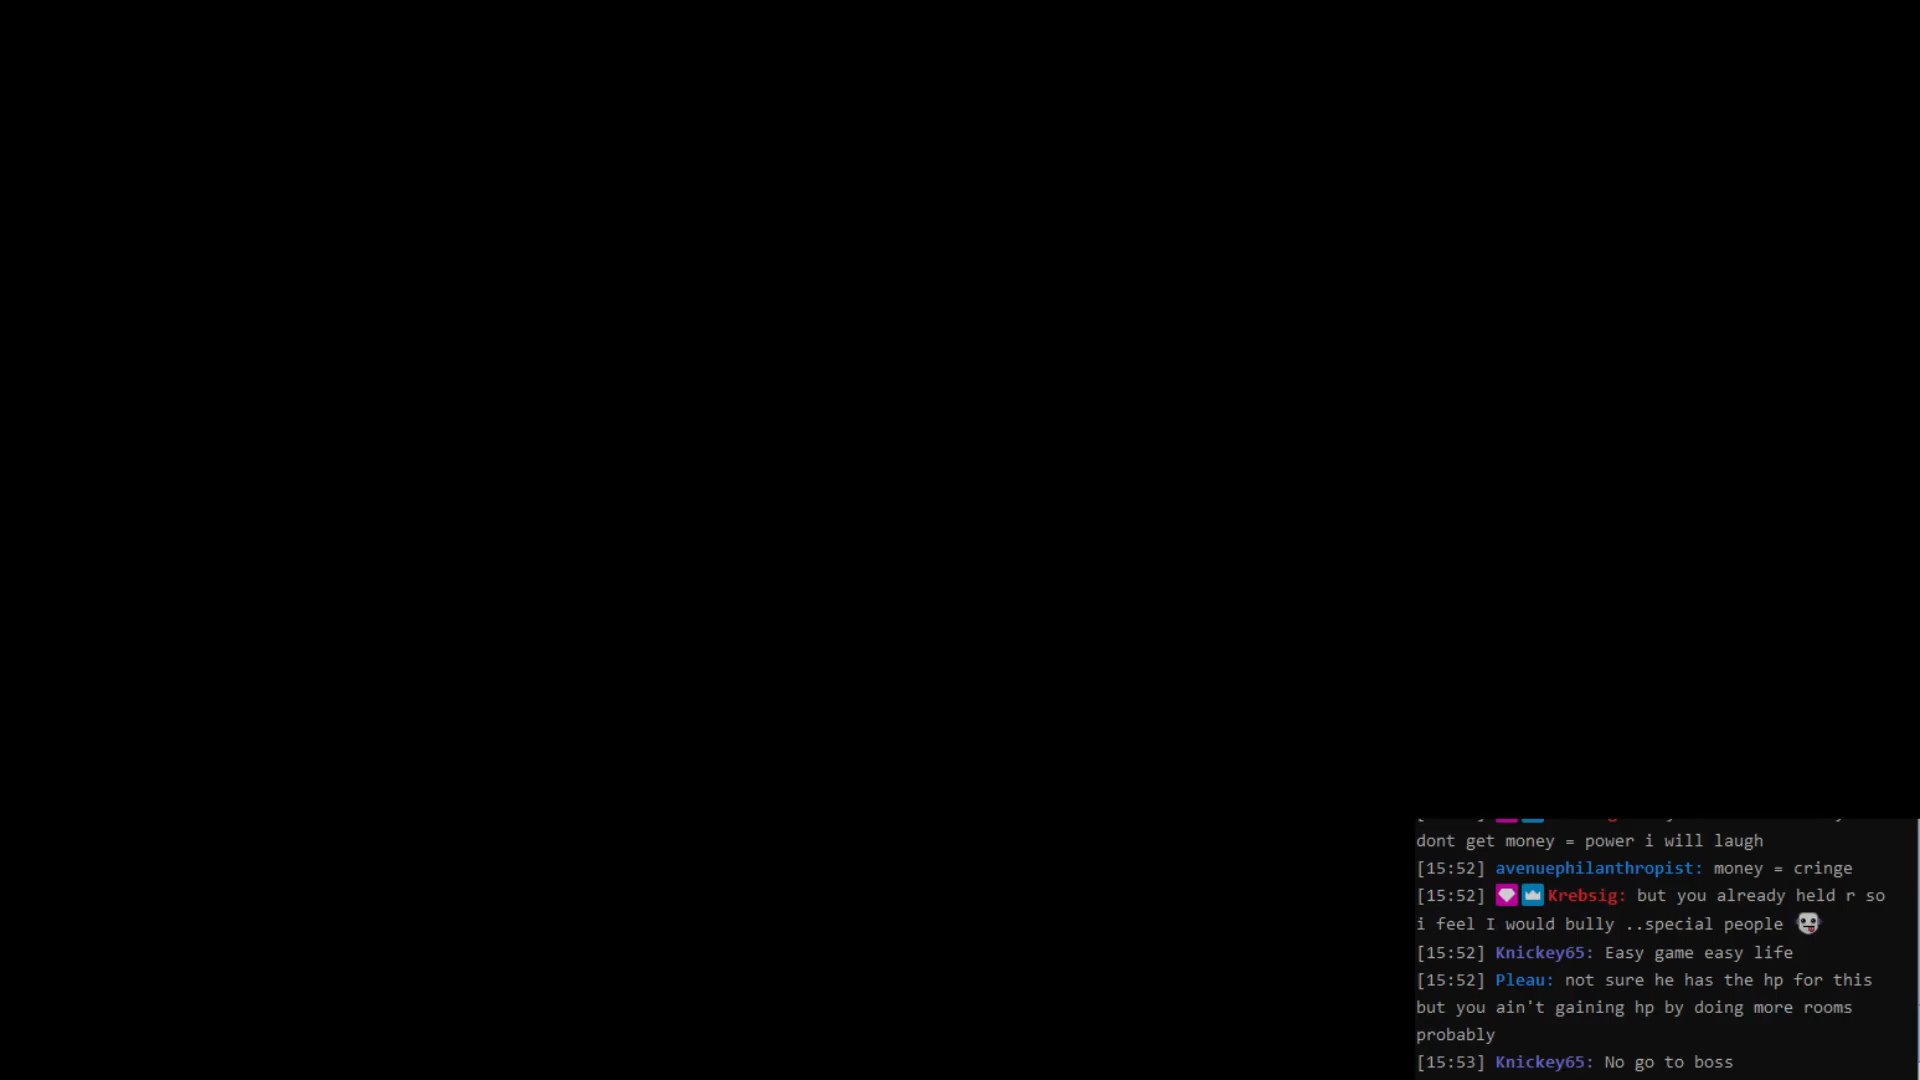 dont get money = power i will laugh
[15:52] avenuephilanthropist: money = cringe
[15:52] Krebsig: but you already held r so
i feel I would bully ..special people
[15:52] Knickey65: Easy game easy life
[15:52] Pleau: not sure he has the hp for this
but you ain't gaining hp by doing more rooms
probably
[15:53] Knickey65: No go to boss